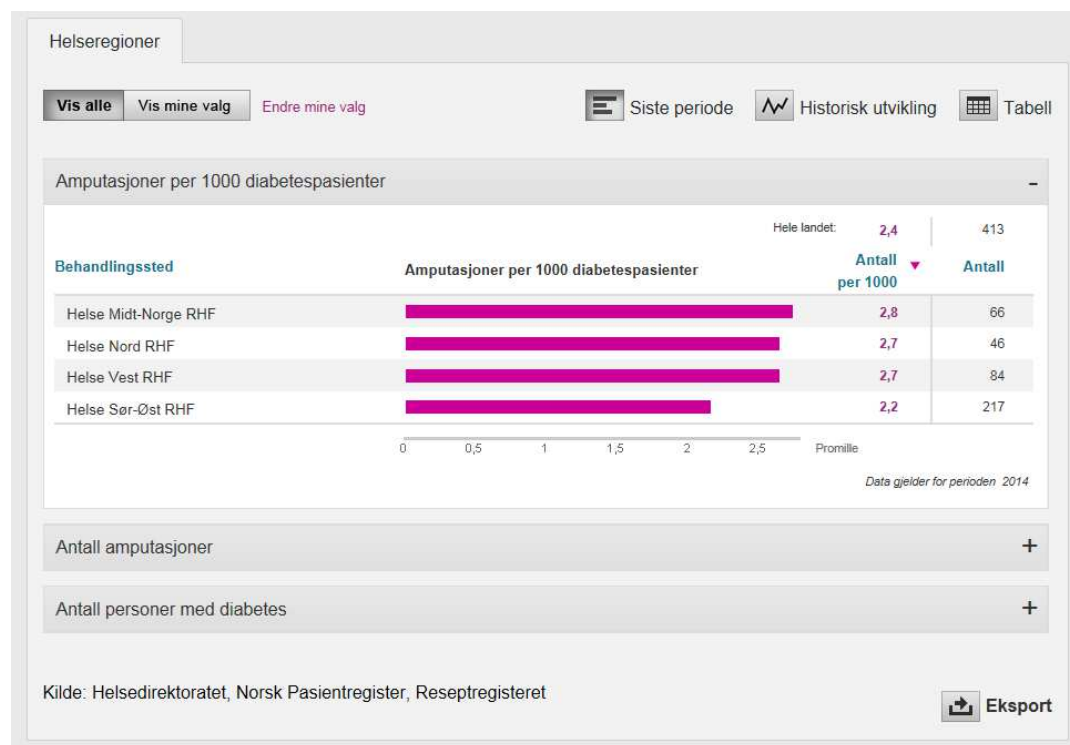 Helseregioner
Vis alle Vis mine valg Endre mine valg Siste periode Historisk utvikling Tabell
Amputasjoner per 1000 diabetespasienter -
Hele landet: 2,4 413
Behandlingssted Amputasjoner per 1000 diabetespasienter Antall per 1000 Antall
Helse Midt-Norge RHF 2,8 66
Helse Nord RHF 2,7 46
Helse Vest RHF 2,7 84
Helse Sør-Øst RHF 2,2 217
0 0,5 1 1,5 2 2,5 Promille
Data gjelder for perioden 2014
Antall amputasjoner +
Antall personer med diabetes +
Kilde: Helsedirektoratet, Norsk Pasientregister, Reseptregisteret
Eksport